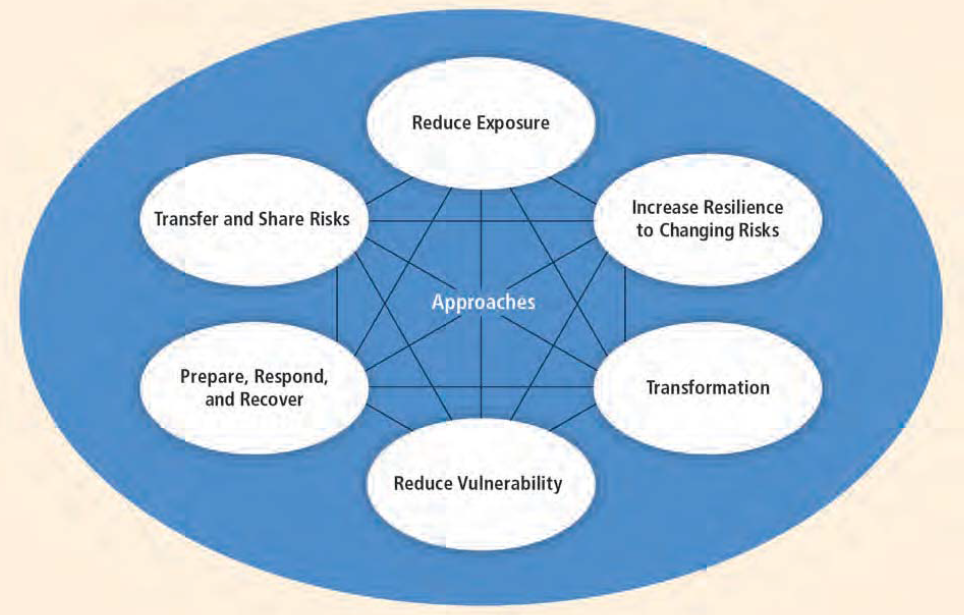 Reduce Exposure
Transfer and Share Risks
Increase Resilience
to Changing Risks
Approaches
Prepare, Respond,
and Recover
Transformation
Reduce Vulnerability